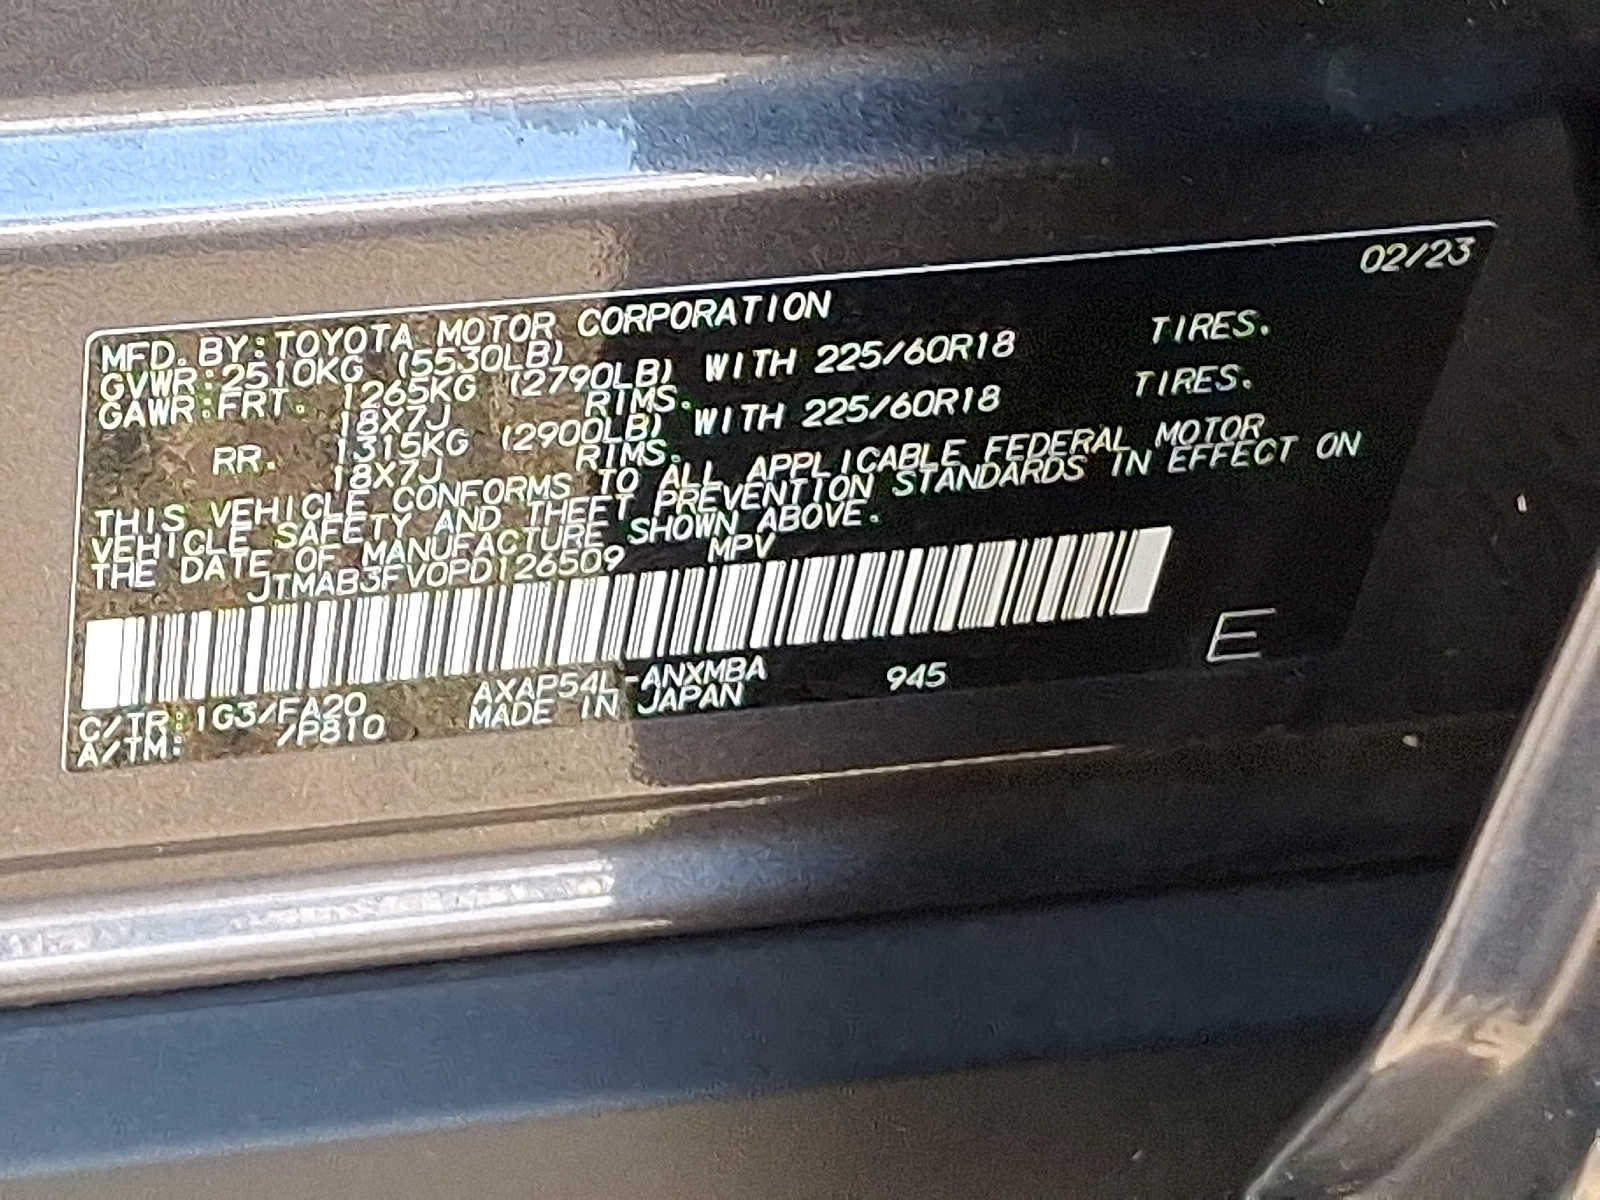 02/23
MFD. BY: TOYOTA MOTOR CORPORATION
GVWR: 2510KG (5530LB)
GAWR: FRT. 1265KG (2790LB) WITH 225/60R18 TIRES.
18X7J RIMS.
RR. 1315KG (2900LB) WITH 225/60R18 TIRES.
18X7J RIMS.
THIS VEHICLE CONFORMS TO ALL APPLICABLE FEDERAL MOTOR
VEHICLE SAFETY AND THEFT PREVENTION STANDARDS IN EFFECT ON
THE DATE OF MANUFACTURE SHOWN ABOVE.
JTMAB3FV0PD126509 MPV
E
C/TR: 1G3/FA20 AXAP54L-ANXMBA 945
A/TM: /P810 MADE IN JAPAN